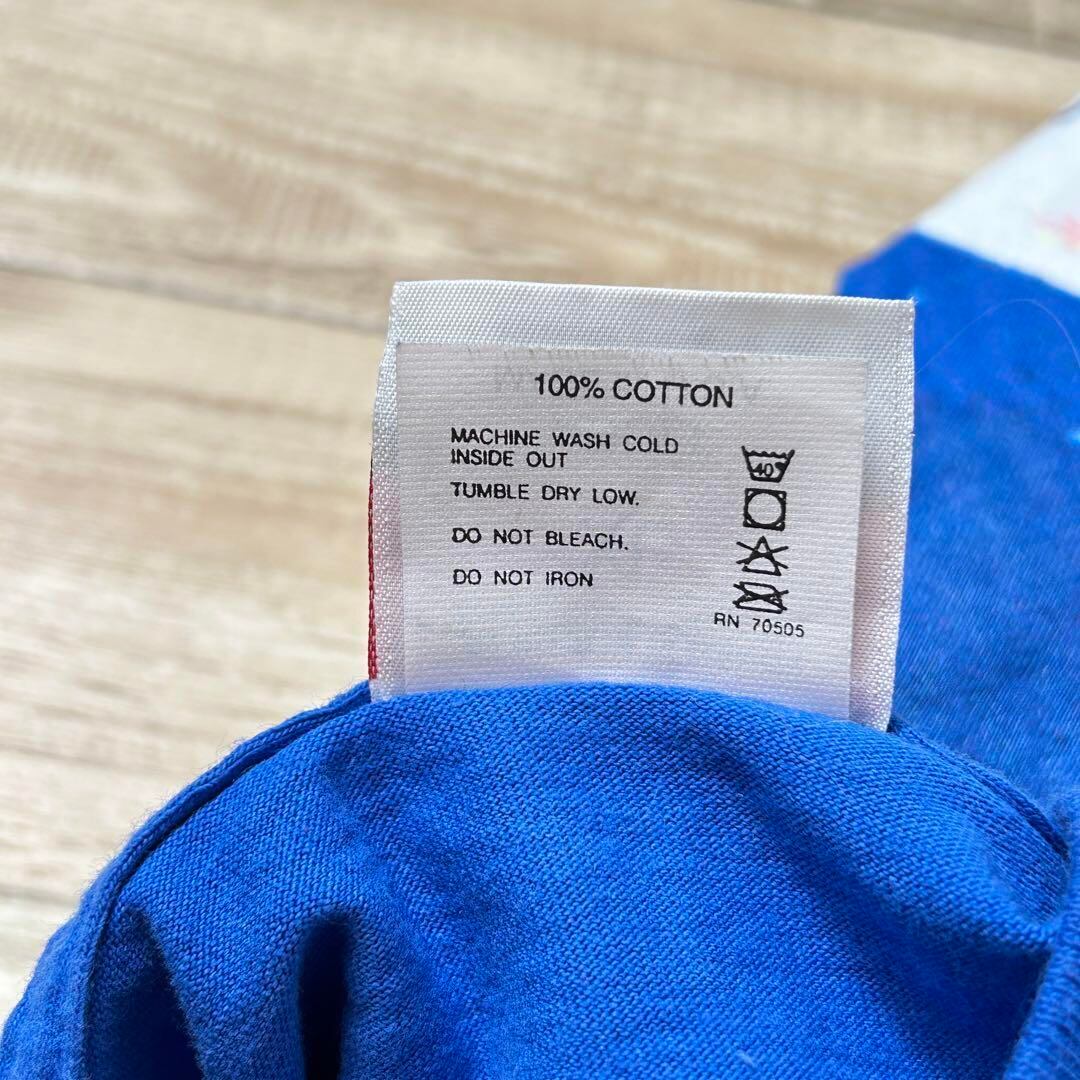 100% COTTON
MACHINE WASH COLD
INSIDE OUT
TUMBLE DRY LOW.
DO NOT BLEACH.
DO NOT IRON
40
RN 70505